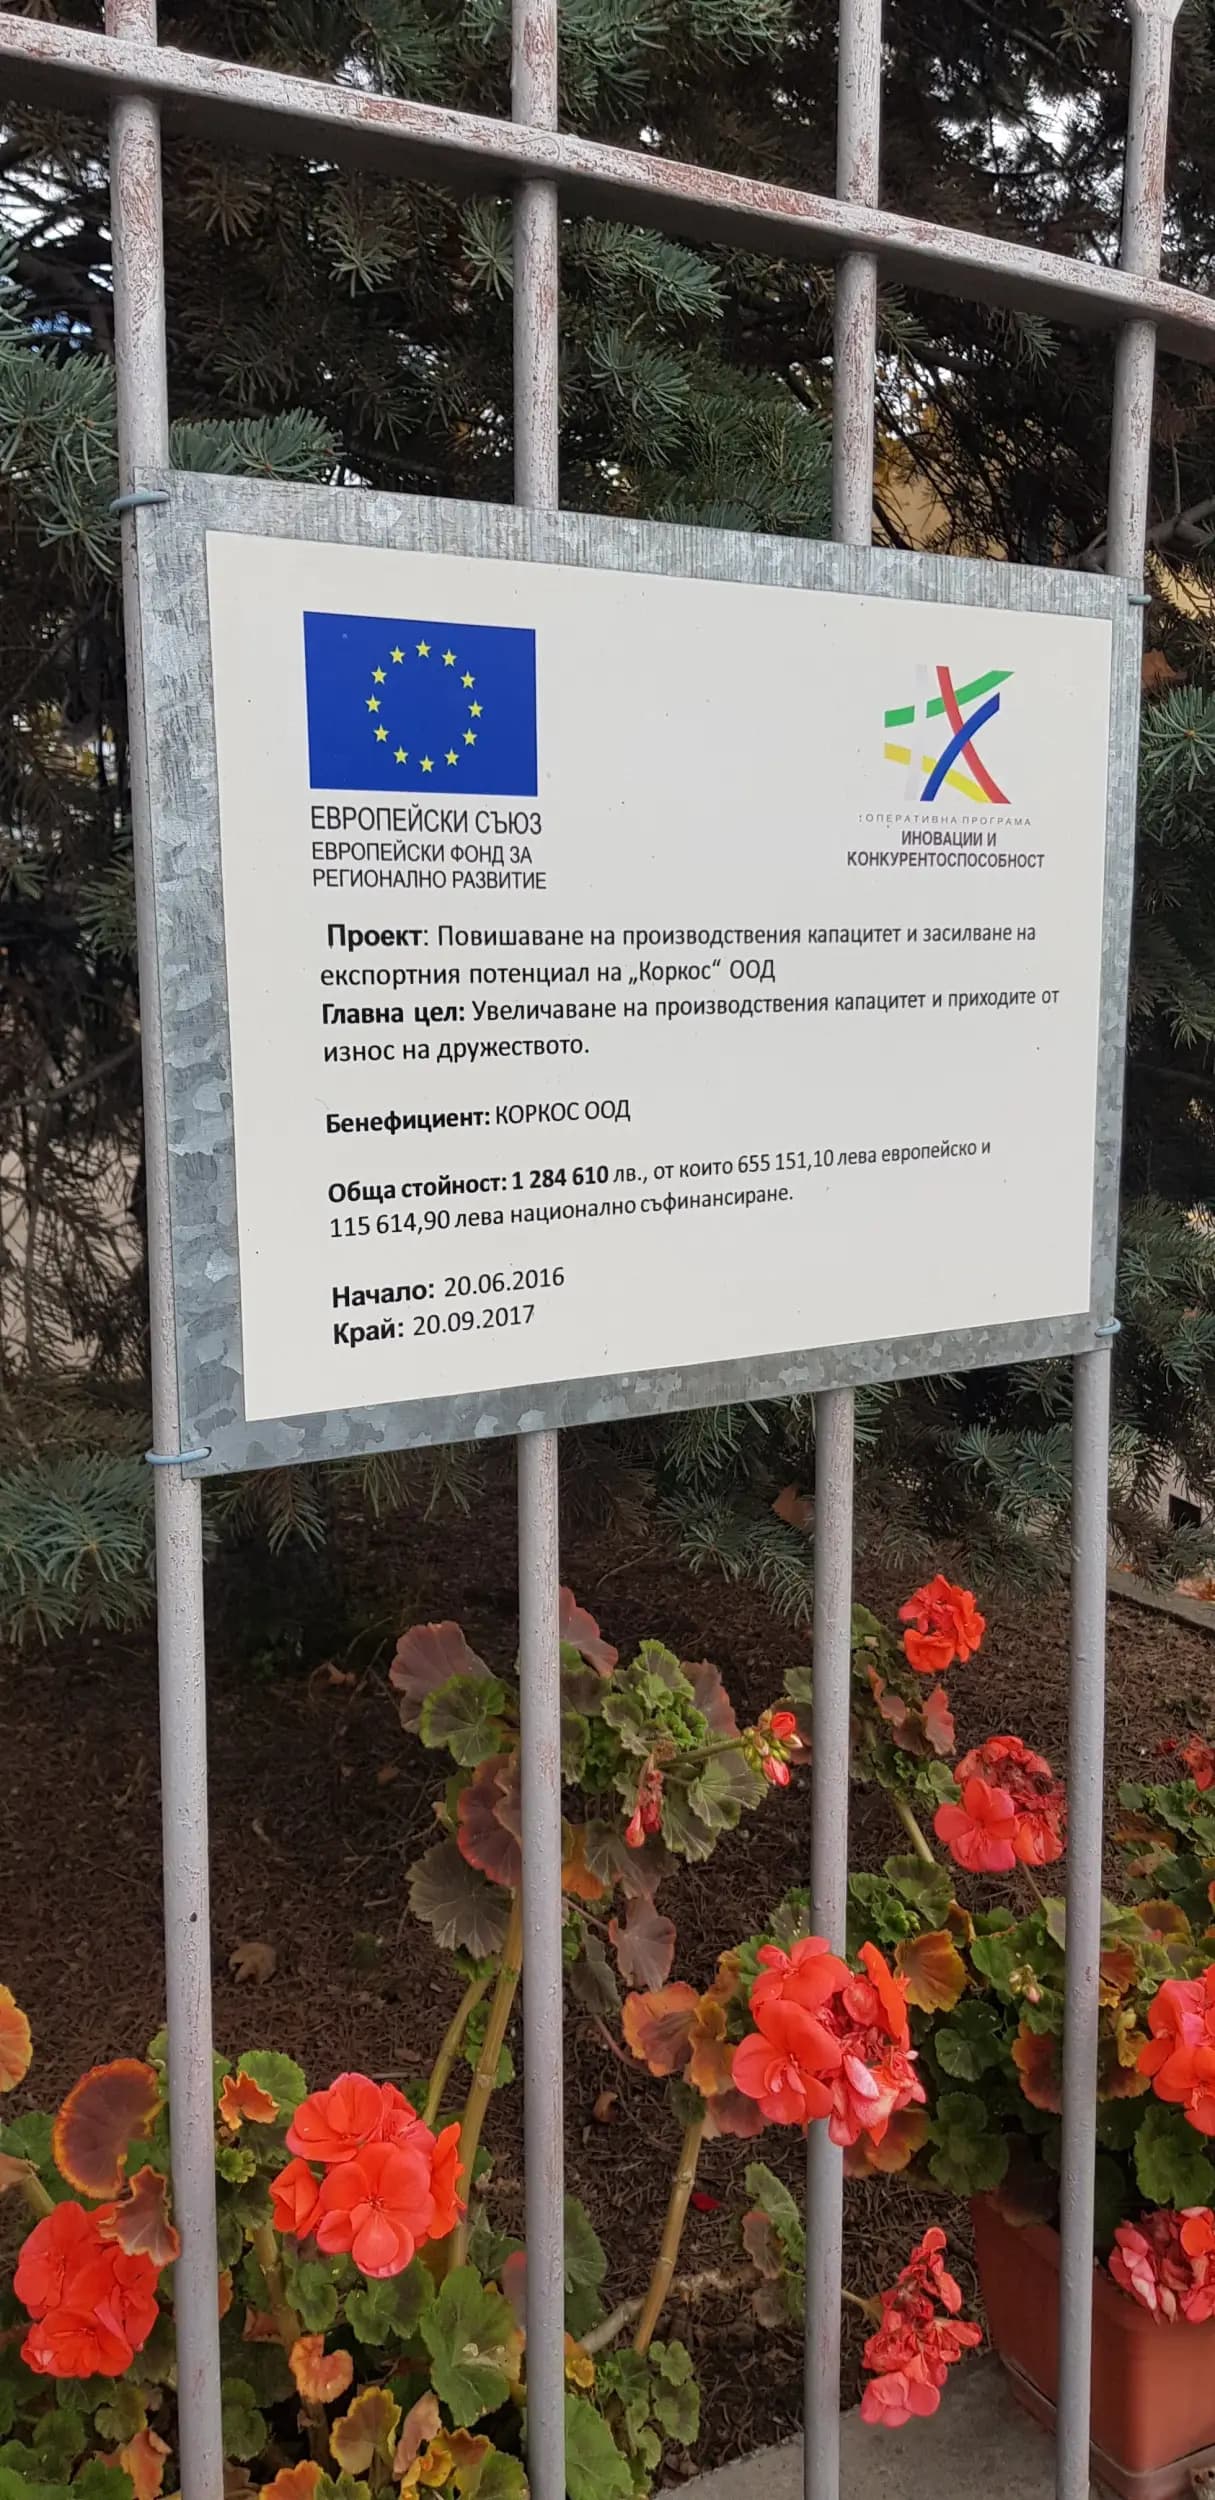 ЕВРОПЕЙСКИ СЪЮЗ
ЕВРОПЕЙСКИ ФОНД ЗА
РЕГИОНАЛНО РАЗВИТИЕ
ОПЕРАТИВНА ПРОГРАМА
ИНОВАЦИИ И
КОНКУРЕНТОСПОСОБНОСТ
Проект: Повишаване на производствения капацитет и засилване на
експортния потенциал на „Коркос“ ООД
Главна цел: Увеличаване на производствения капацитет и приходите от
износ на дружеството.
Бенефициент: КОРКОС ООД
Обща стойност: 1 284 610 лв., от които 655 151,10 лева европейско и
115 614,90 лева национално съфинансиране.
Начало: 20.06.2016
Край: 20.09.2017